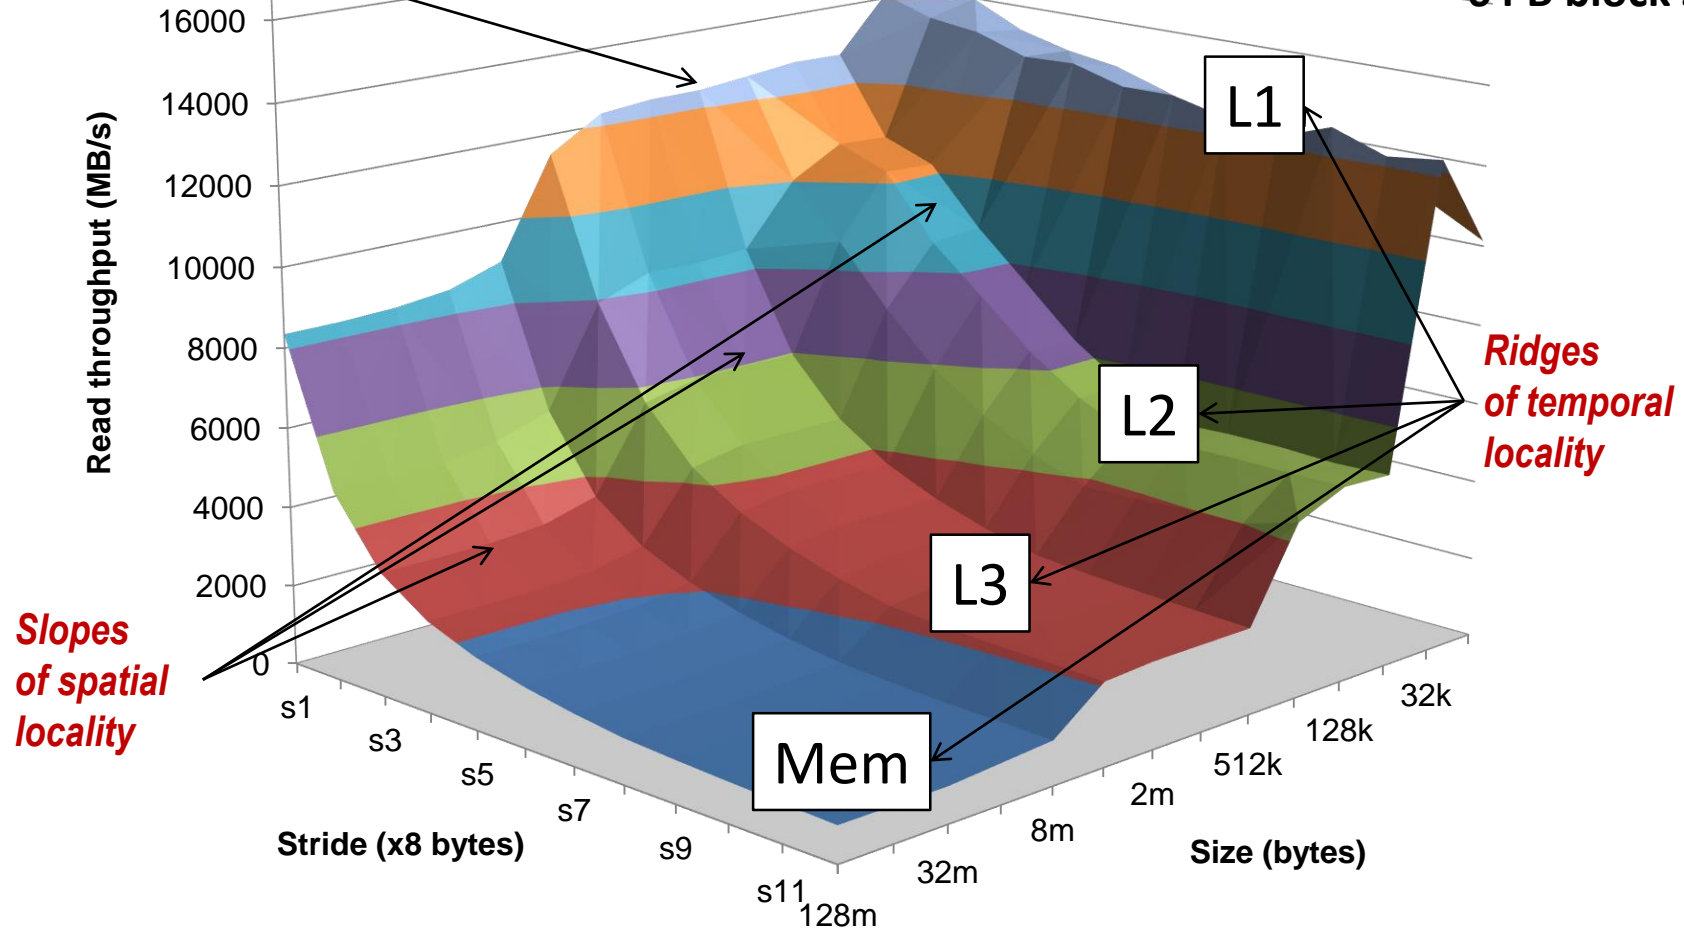 16000
14000
12000
10000
8000
6000
4000
2000
0
Read throughput (MB/s)
block
L1
L2
L3
Mem
Ridges
of temporal
locality
Slopes
of spatial
locality
s1
s3
s5
s7
s9
s11
Stride (x8 bytes)
128m
32m
8m
2m
512k
128k
32k
Size (bytes)